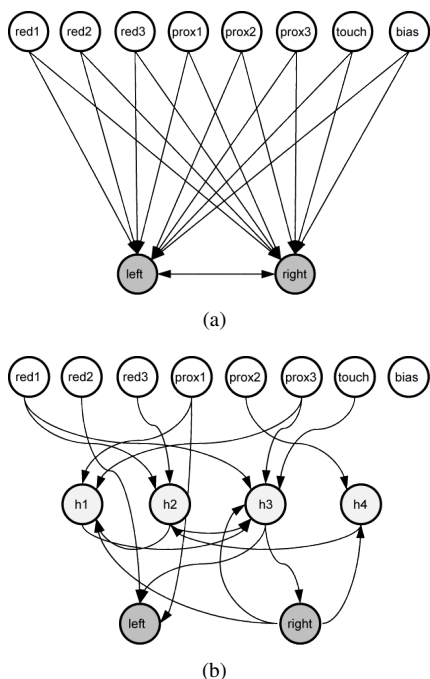 red1 red2 red3 prox1 prox2 prox3 touch bias
left right
(a)
red1 red2 red3 prox1 prox2 prox3 touch bias
h1 h2 h3 h4
left right
(b)